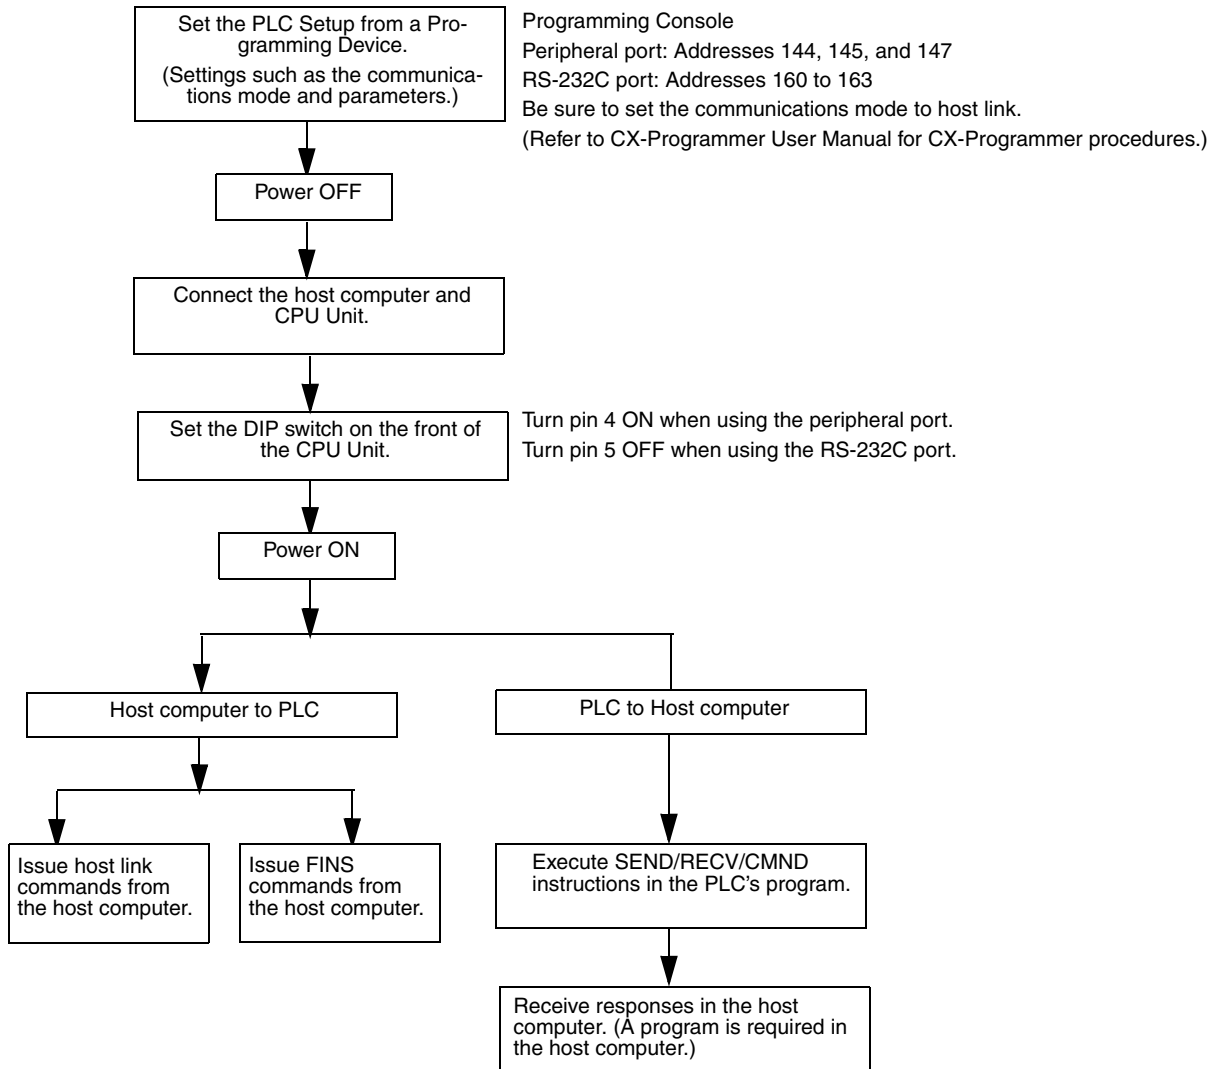 Set the PLC Setup from a Pro-
gramming Device.
(Settings such as the communica-
tions mode and parameters.)
Programming Console
Peripheral port: Addresses 144, 145, and 147
RS-232C port: Addresses 160 to 163
Be sure to set the communications mode to host link.
(Refer to CX-Programmer User Manual for CX-Programmer procedures.)
Power OFF
Connect the host computer and
CPU Unit.
Set the DIP switch on the front of
the CPU Unit.
Turn pin 4 ON when using the peripheral port.
Turn pin 5 OFF when using the RS-232C port.
Power ON
Host computer to PLC
PLC to Host computer
Issue host link
commands from
the host computer.
Issue FINS
commands from
the host computer.
Execute SEND/RECV/CMND
instructions in the PLC's program.
Receive responses in the host
computer. (A program is required in
the host computer.)